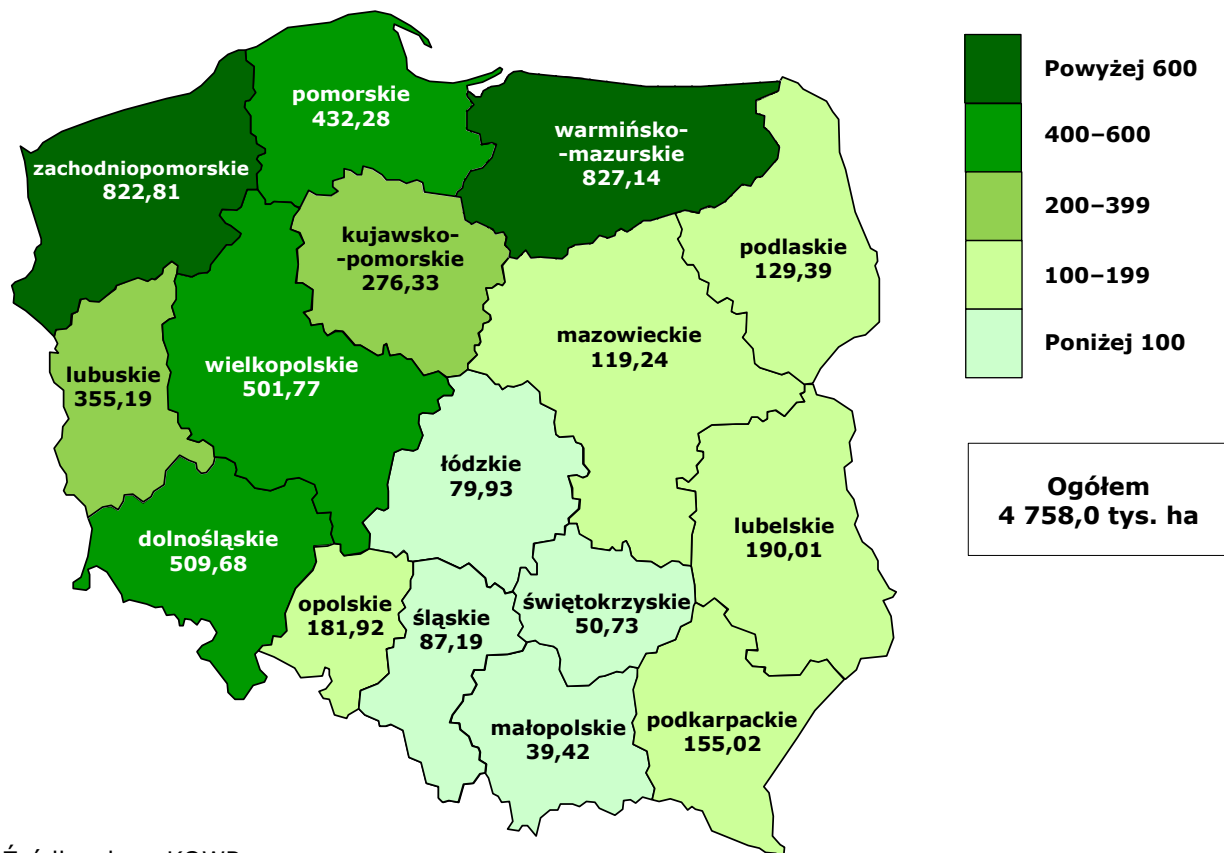 pomorskie
432,28
zachodniopomorskie
822,81
warmińsko-
-mazurskie
827,14
kujawsko-
-pomorskie
276,33
podlaskie
129,39
mazowieckie
119,24
lubuskie
355,19
wielkopolskie
501,77
łódzkie
79,93
lubelskie
190,01
dolnośląskie
509,68
opolskie
181,92
śląskie
87,19
świętokrzyskie
50,73
małopolskie
39,42
podkarpackie
155,02
Powyżej 600
400–600
200–399
100–199
Poniżej 100
Ogółem
4 758,0 tys. ha